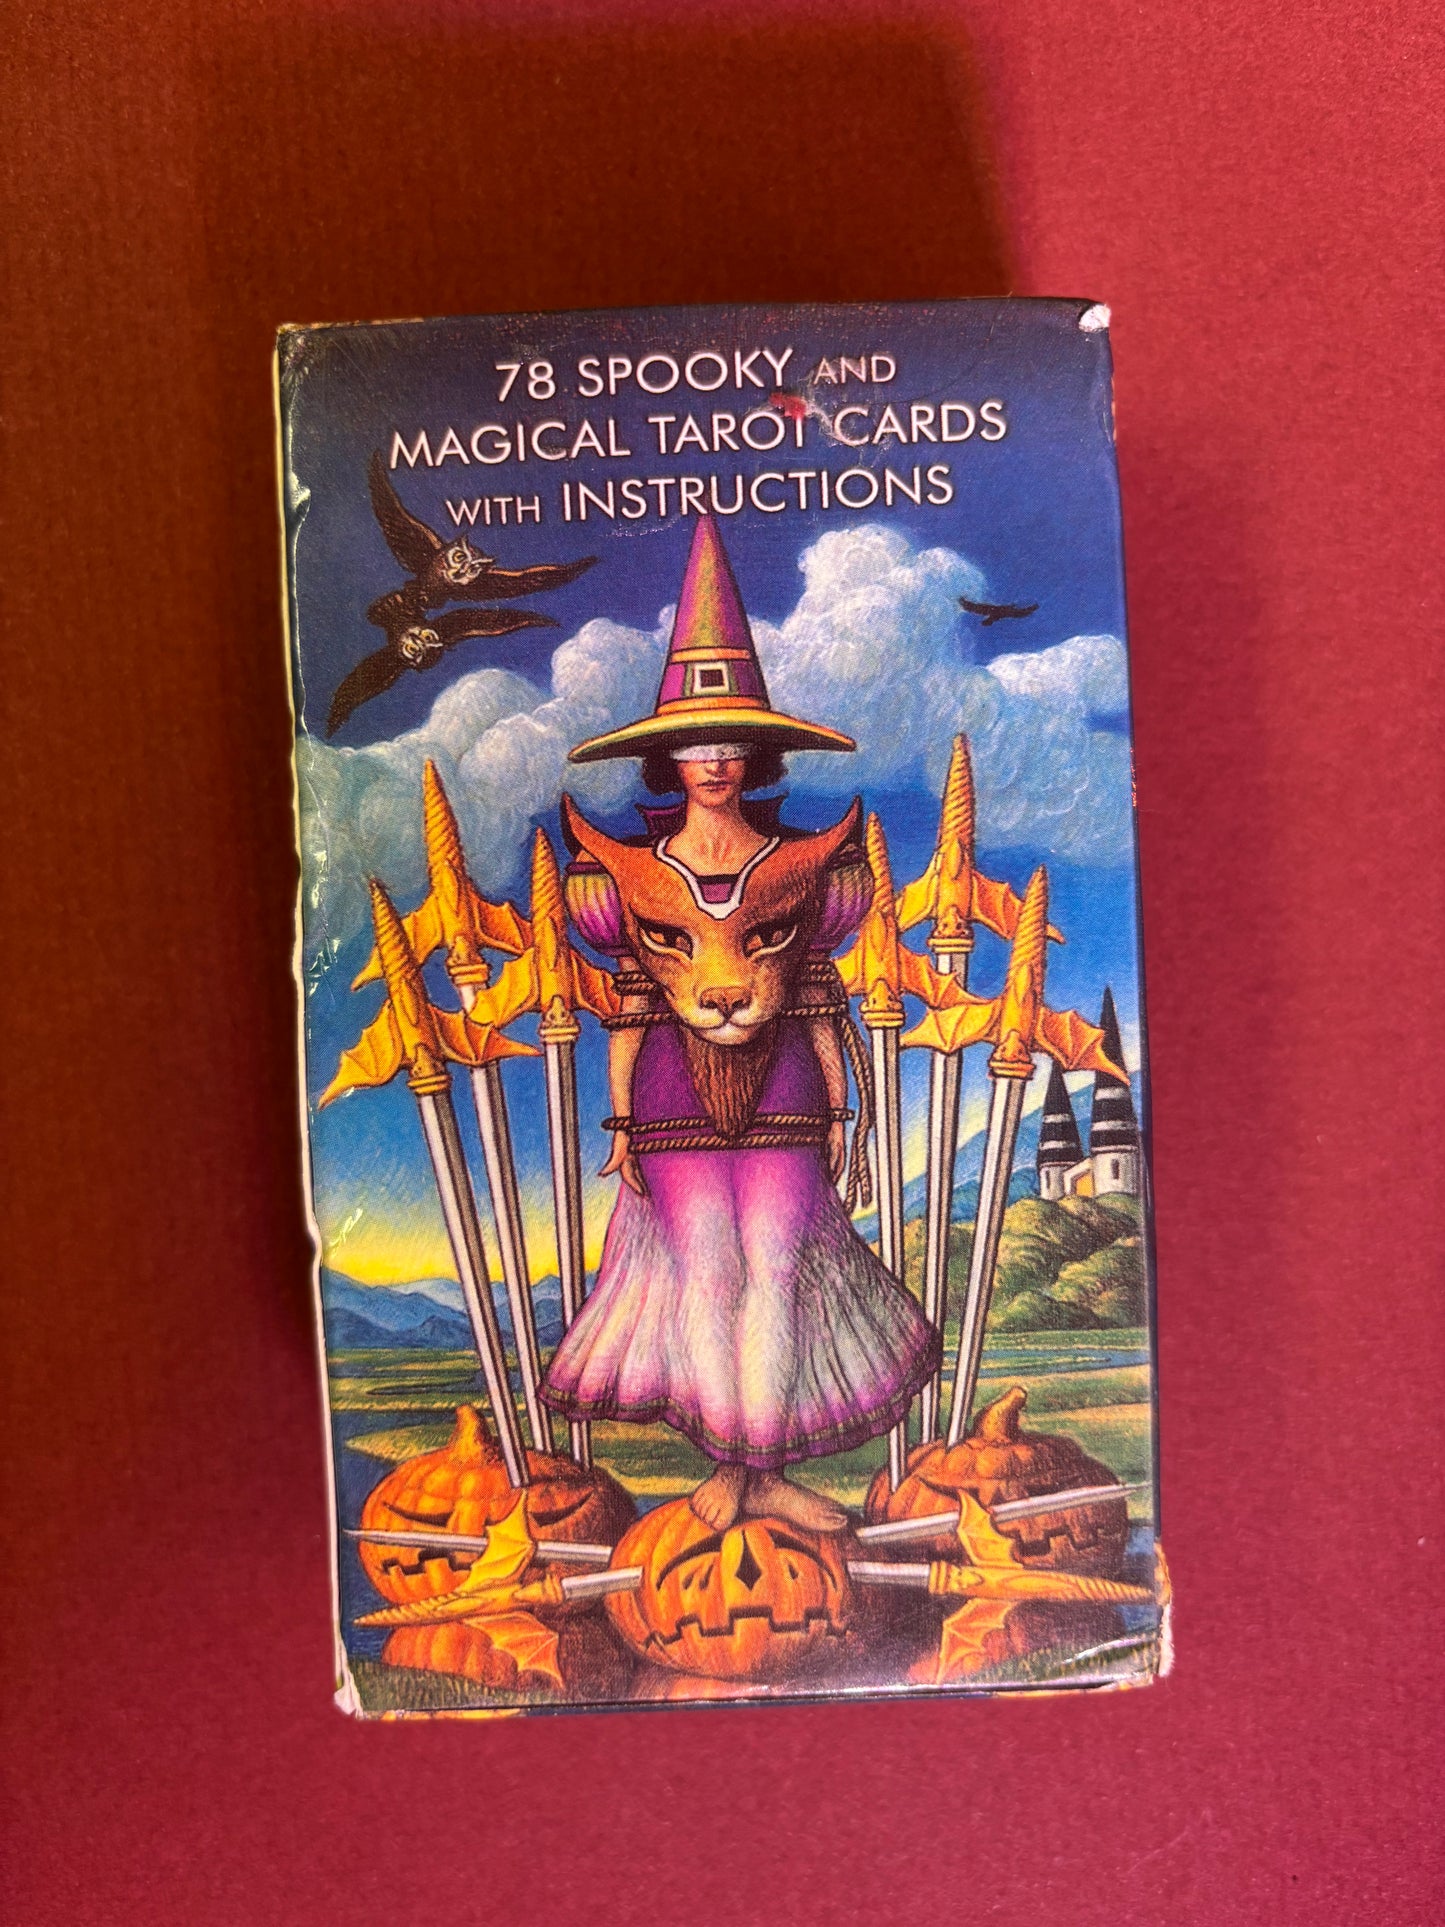 78 SPOOKY AND
MAGICAL TAROT CARDS
WITH INSTRUCTIONS